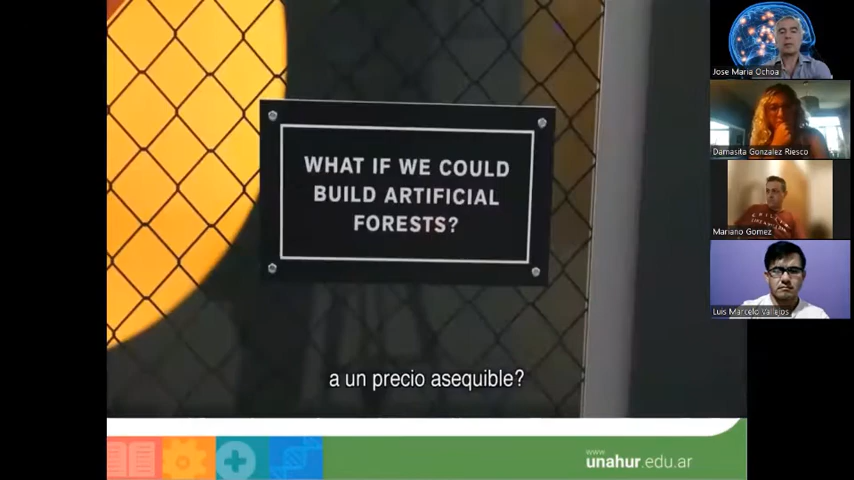 WHAT IF WE COULD
BUILD ARTIFICIAL
FORESTS?
a un precio asequible?
www
unahur.edu.ar
Jose Maria Ochoa
Damasita Gonzalez Riesco
Mariano Gomez
Luis Marcelo Vallejos